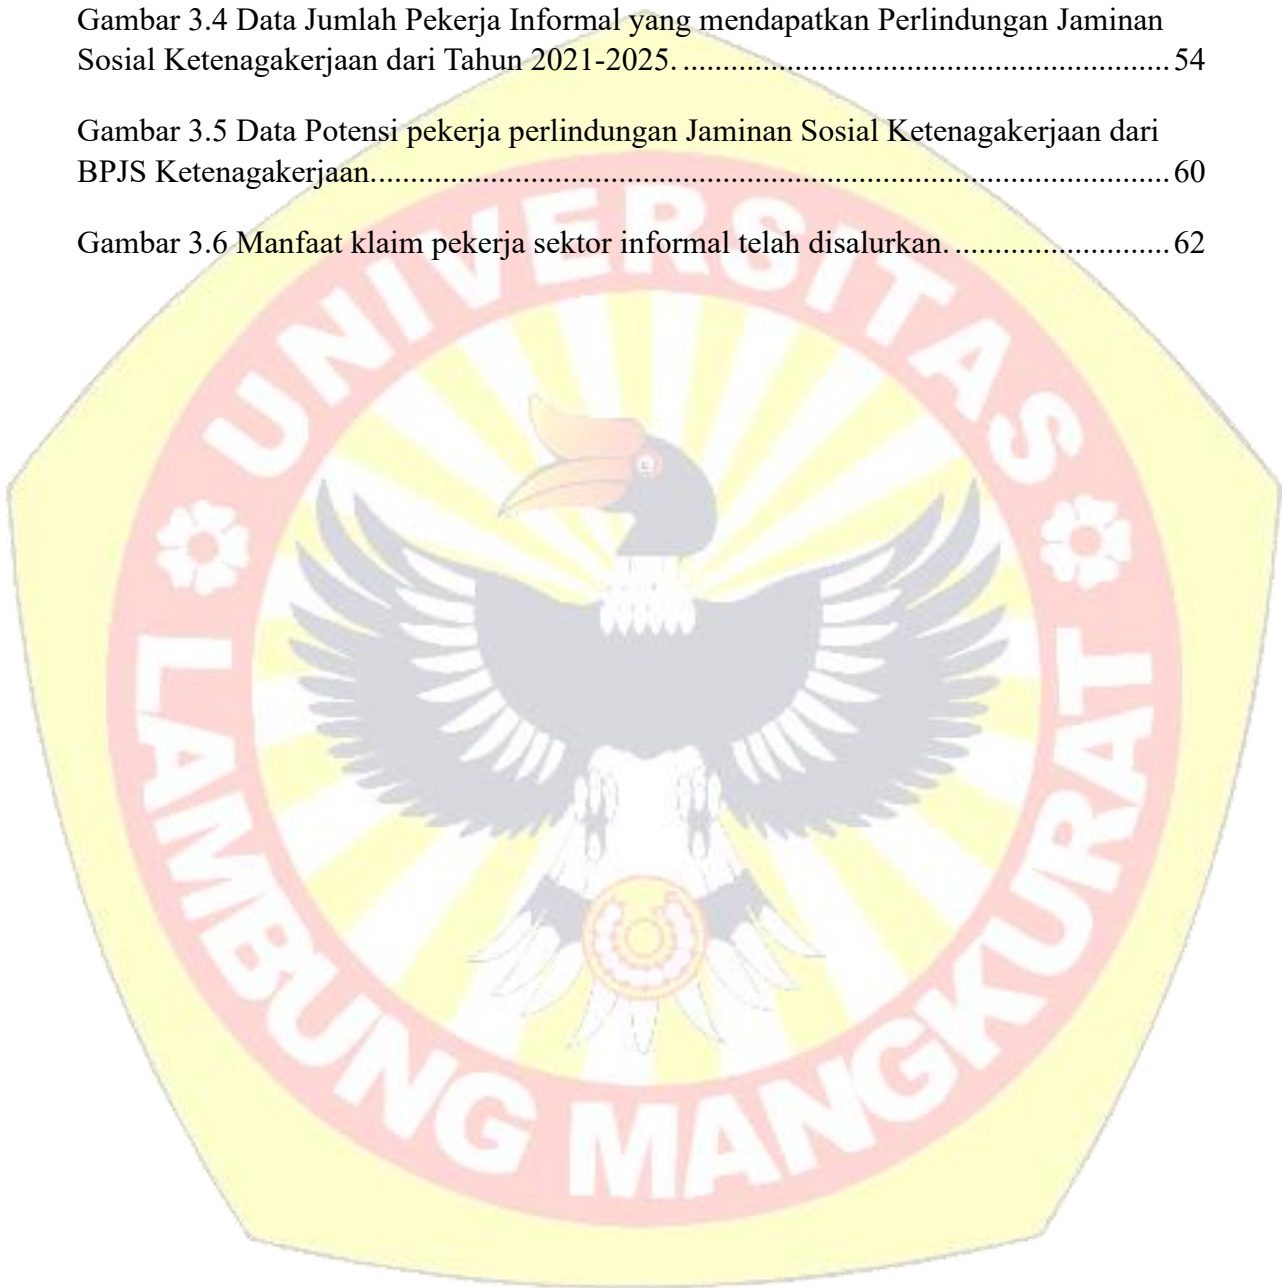 Gambar 3.4 Data Jumlah Pekerja Informal yang mendapatkan Perlindungan Jaminan
Sosial Ketenagakerjaan dari Tahun 2021-2025. ............................................................. 54
Gambar 3.5 Data Potensi pekerja perlindungan Jaminan Sosial Ketenagakerjaan dari
BPJS Ketenagakerjaan.................................................................................................... 60
Gambar 3.6 Manfaat klaim pekerja sektor informal telah disalurkan. ........................... 62
UNIVERSITAS
LAMBUNG MANGKURAT